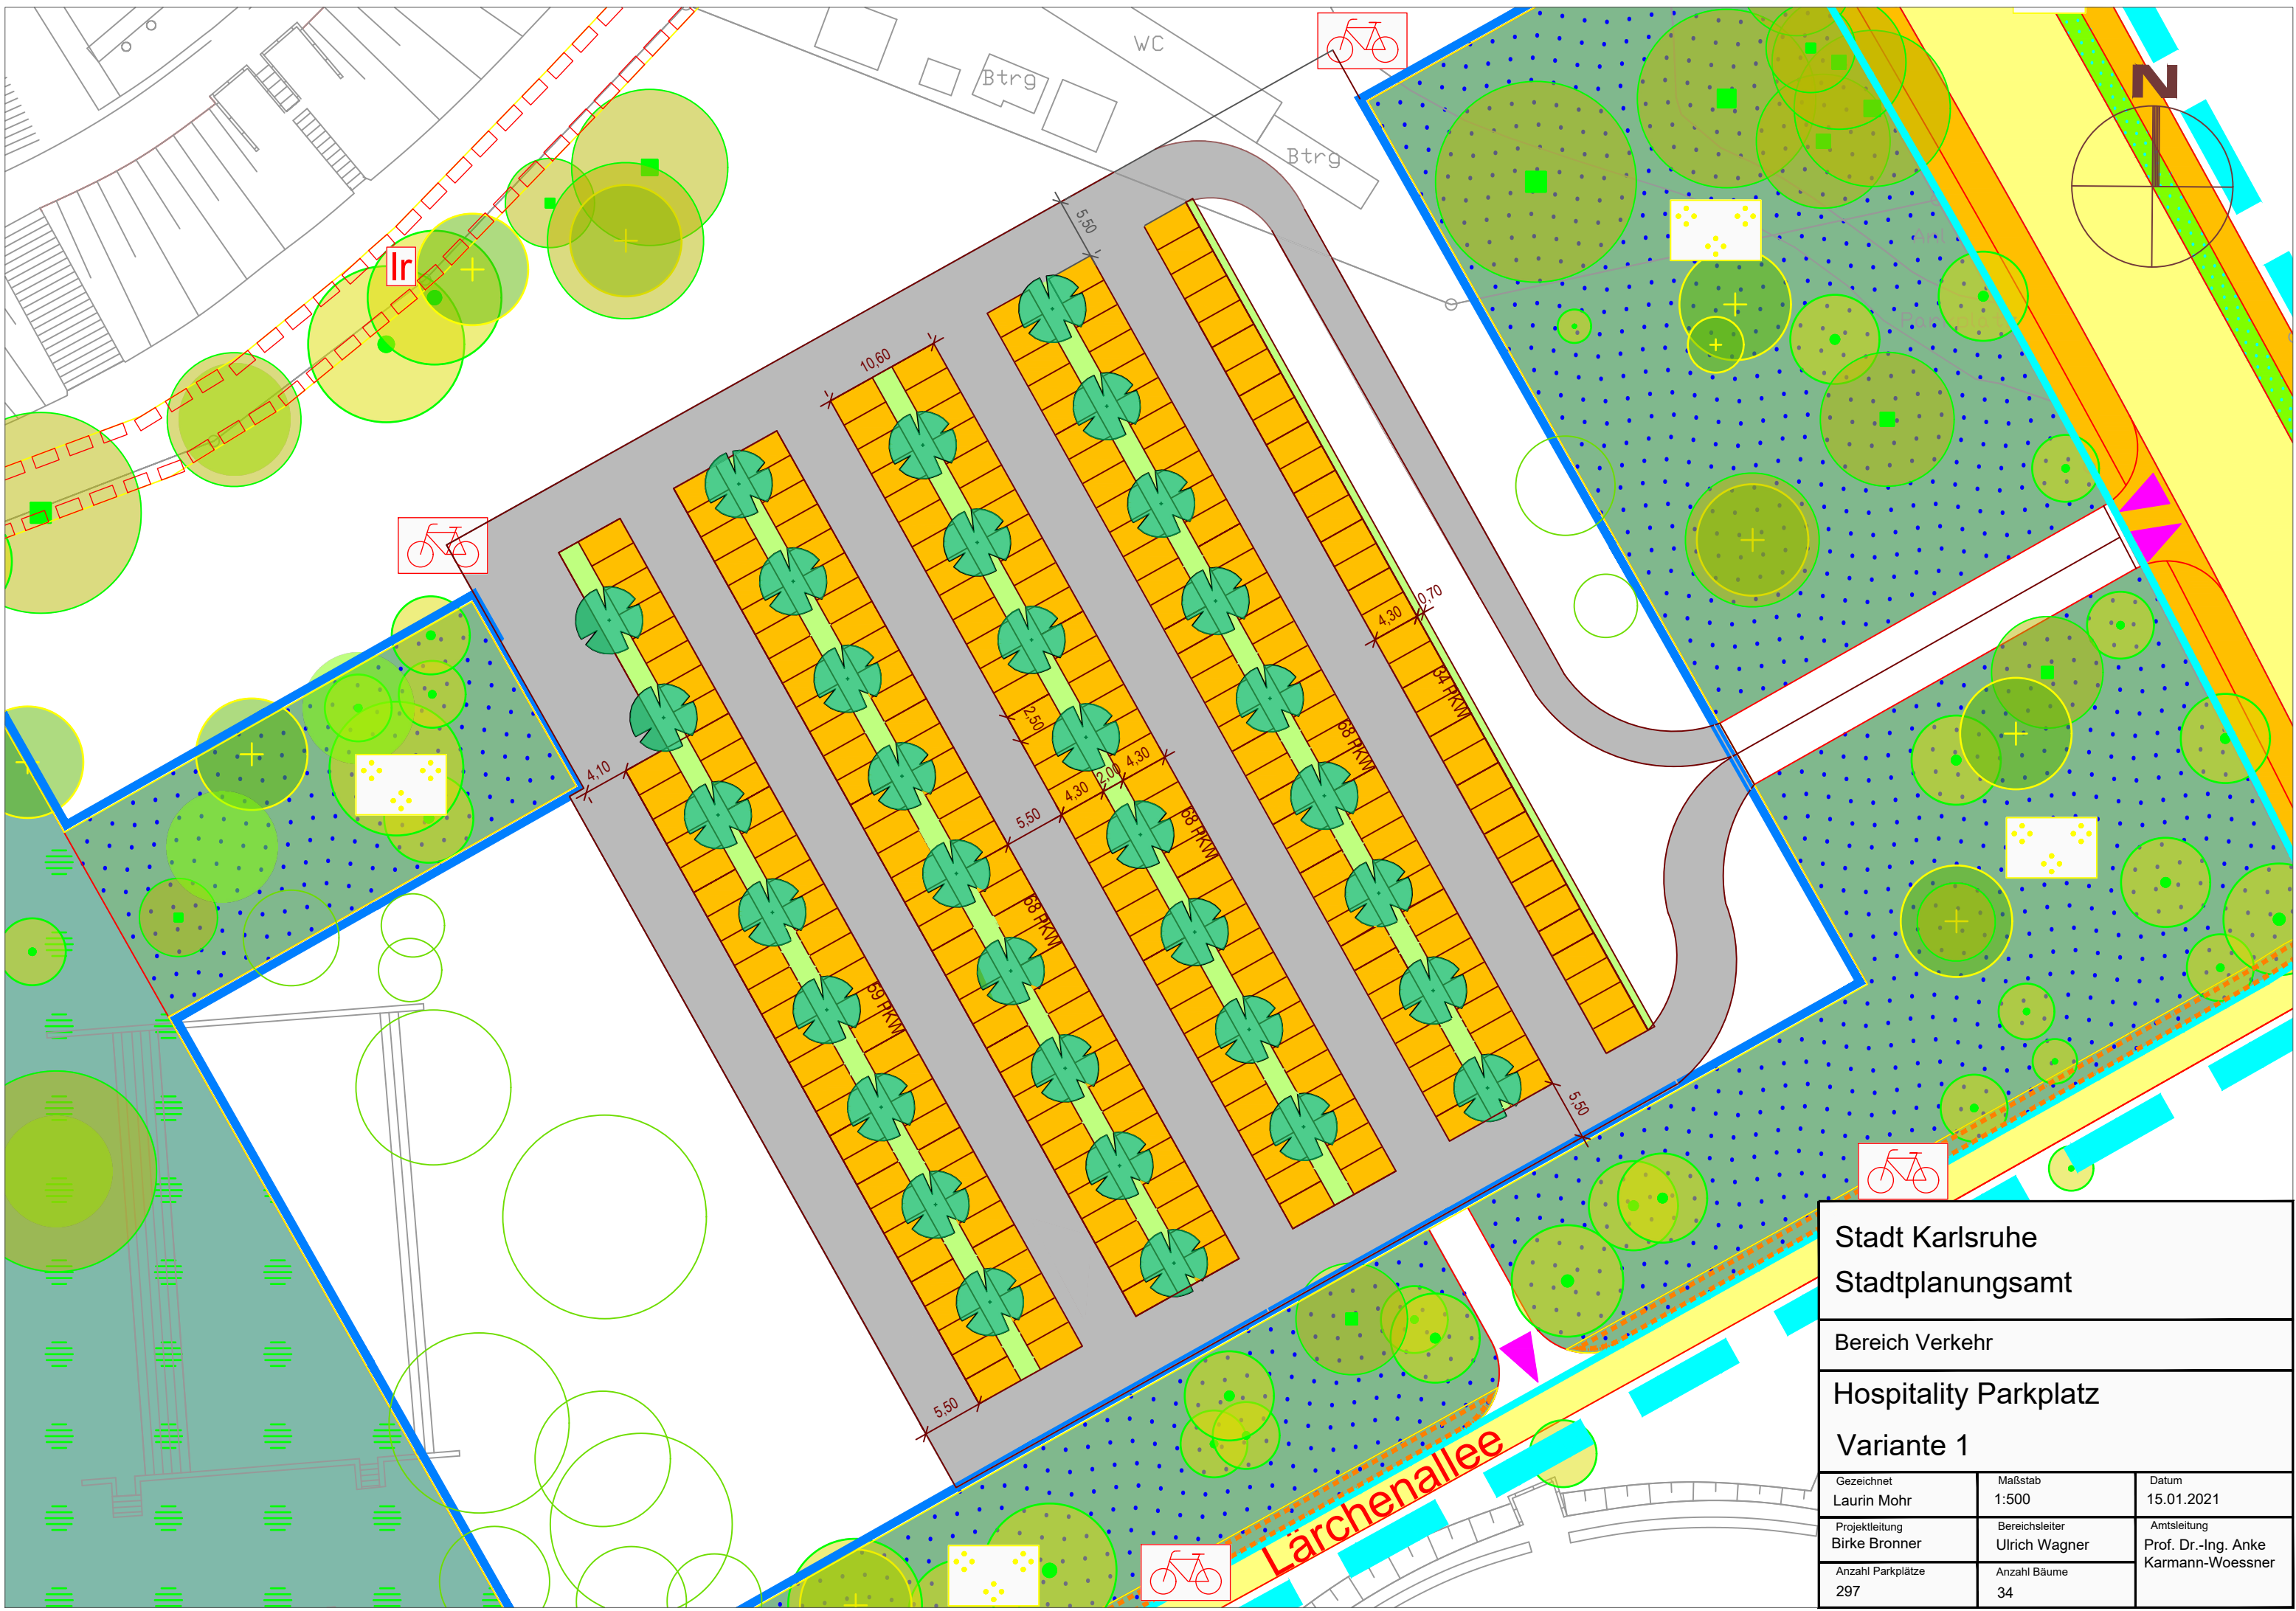 WC
Btrg
Btrg
N
lr
5,50
10,60
4,30
0,70
34 PKW
4,10
2,50
68 PKW
4,30
2,00
4,30
5,50
68 PKW
68 PKW
59 PKW
5,50
5,50
Lärchenallee
Stadt Karlsruhe
Stadtplanungsamt
Bereich Verkehr
Hospitality Parkplatz
Variante 1
Gezeichnet
Laurin Mohr
Maßstab
1:500
Datum
15.01.2021
Projektleitung
Birke Bronner
Bereichsleiter
Ulrich Wagner
Amtsleitung
Prof. Dr.-Ing. Anke
Karmann-Woessner
Anzahl Parkplätze
297
Anzahl Bäume
34